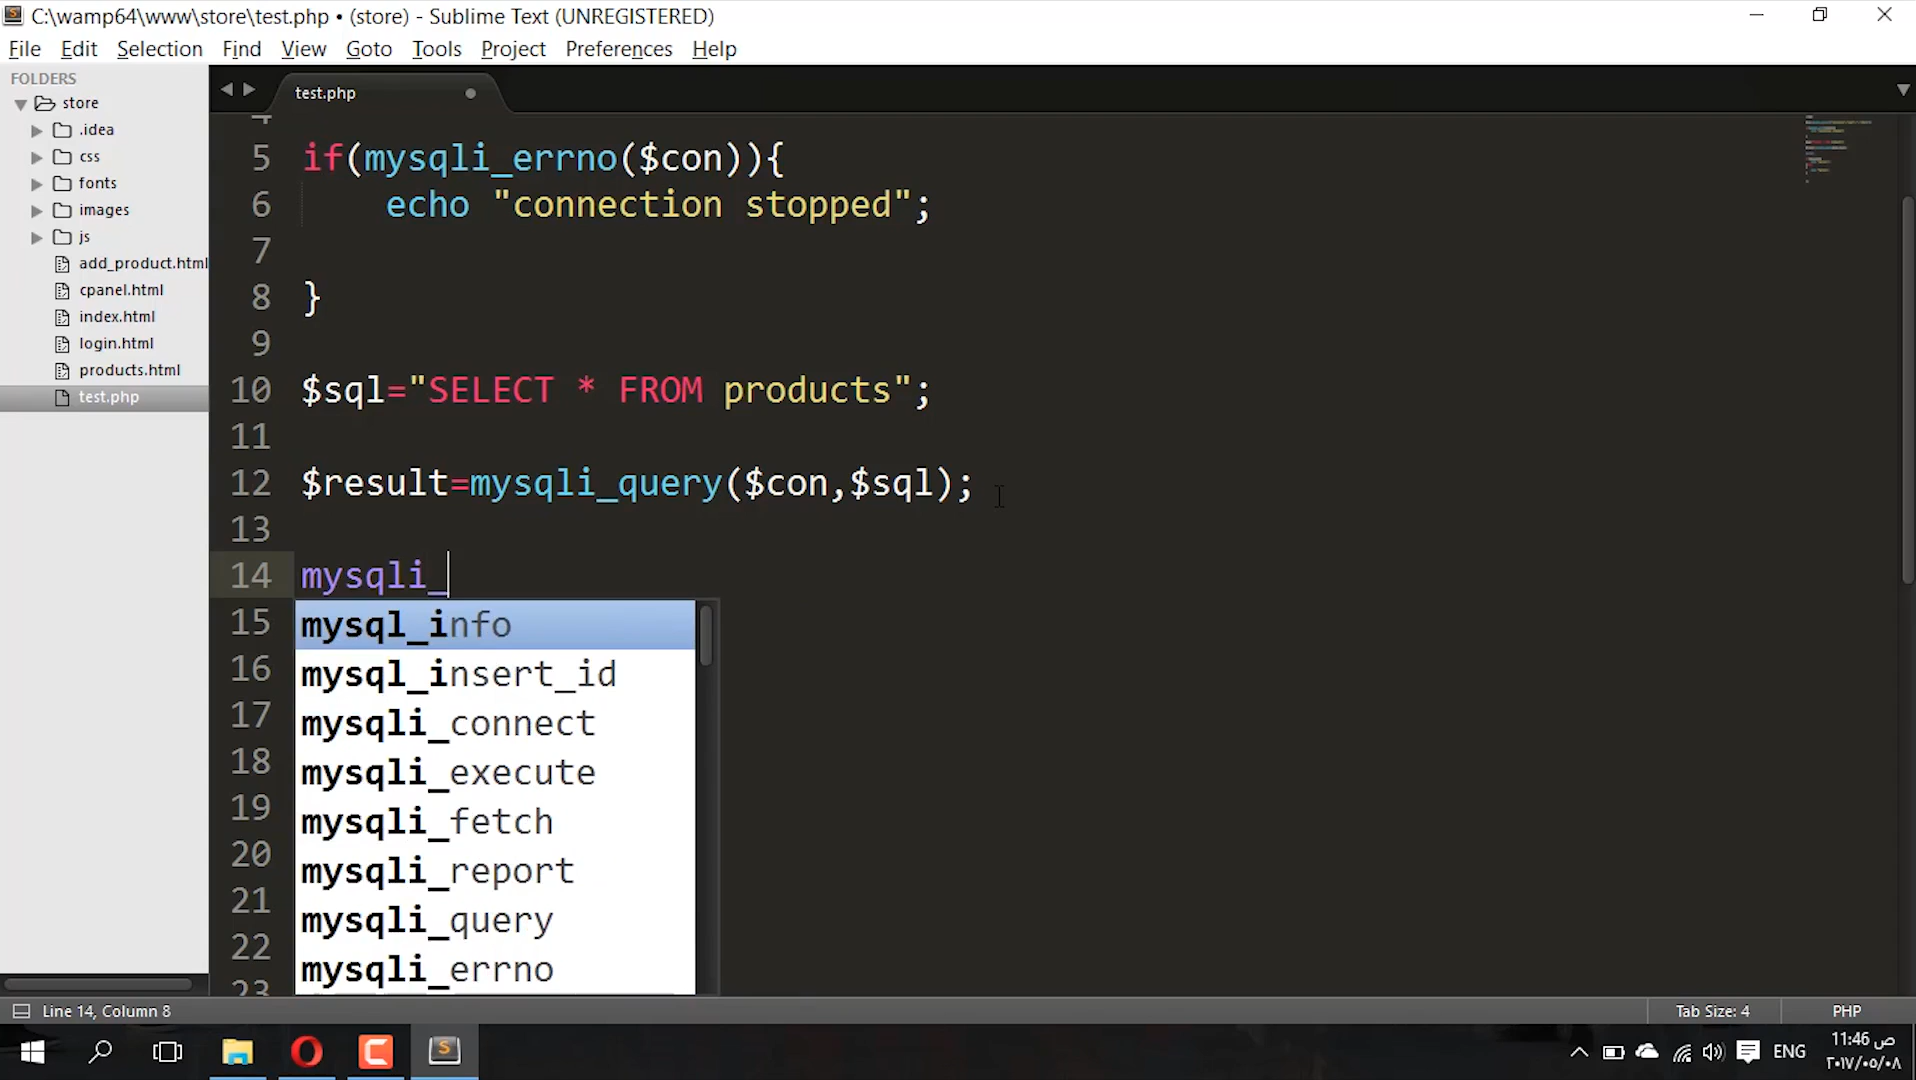 C:\wamp64\www\store\test.php • (store) - Sublime Text (UNREGISTERED)
File Edit Selection Find View Goto Tools Project Preferences Help
FOLDERS
store
.idea
css
fonts
images
js
add_product.html
cpanel.html
index.html
login.html
products.html
test.php
test.php
4
5 if(mysqli_errno($con)){
6 echo "connection stopped";
7
8 }
9
10 $sql="SELECT * FROM products";
11
12 $result=mysqli_query($con,$sql);
13
14 mysqli_
15
16
17
18
19
20
21
22
23
mysql_info
mysql_insert_id
mysqli_connect
mysqli_execute
mysqli_fetch
mysqli_report
mysqli_query
mysqli_errno
Line 14, Column 8
Tab Size: 4
PHP
ENG
11:46 ص
٢٠١٧/٠٥/٠٨